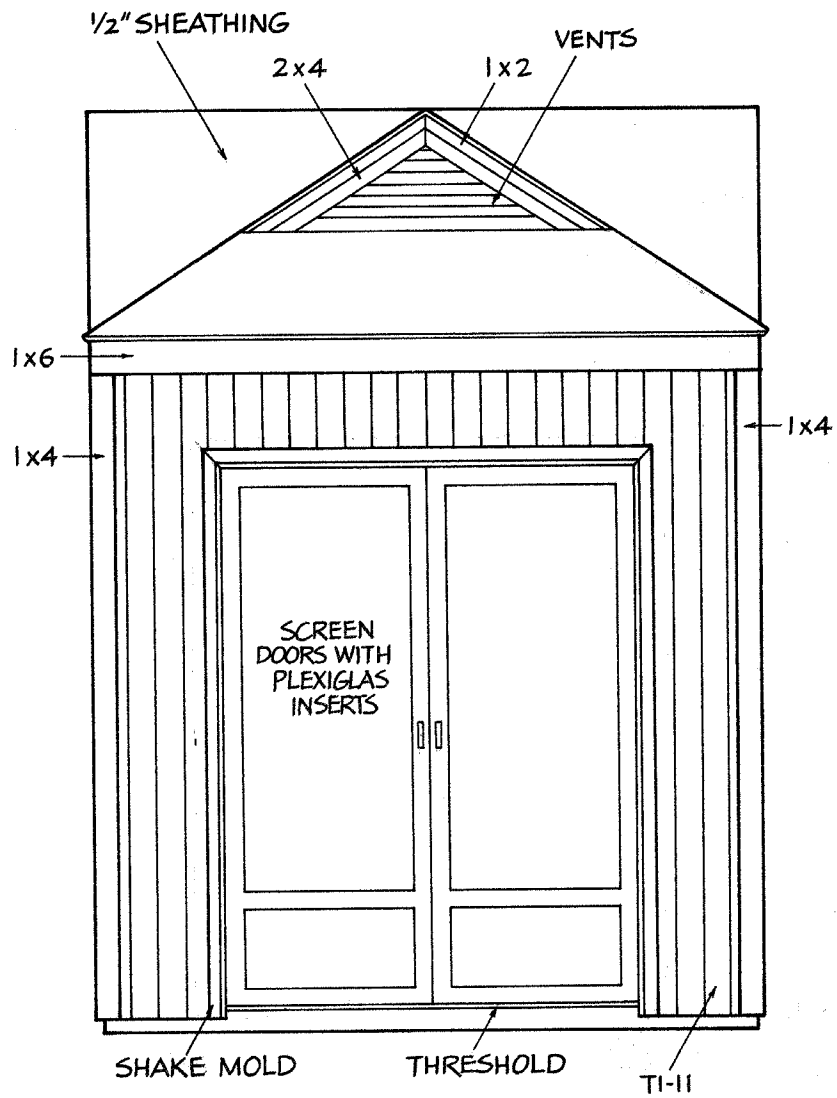 1/2" SHEATHING
VENTS
2x4
1x2
1x6
1x4
1x4
SCREEN
DOORS WITH
PLEXIGLAS
INSERTS
SHAKE MOLD
THRESHOLD
T1-11